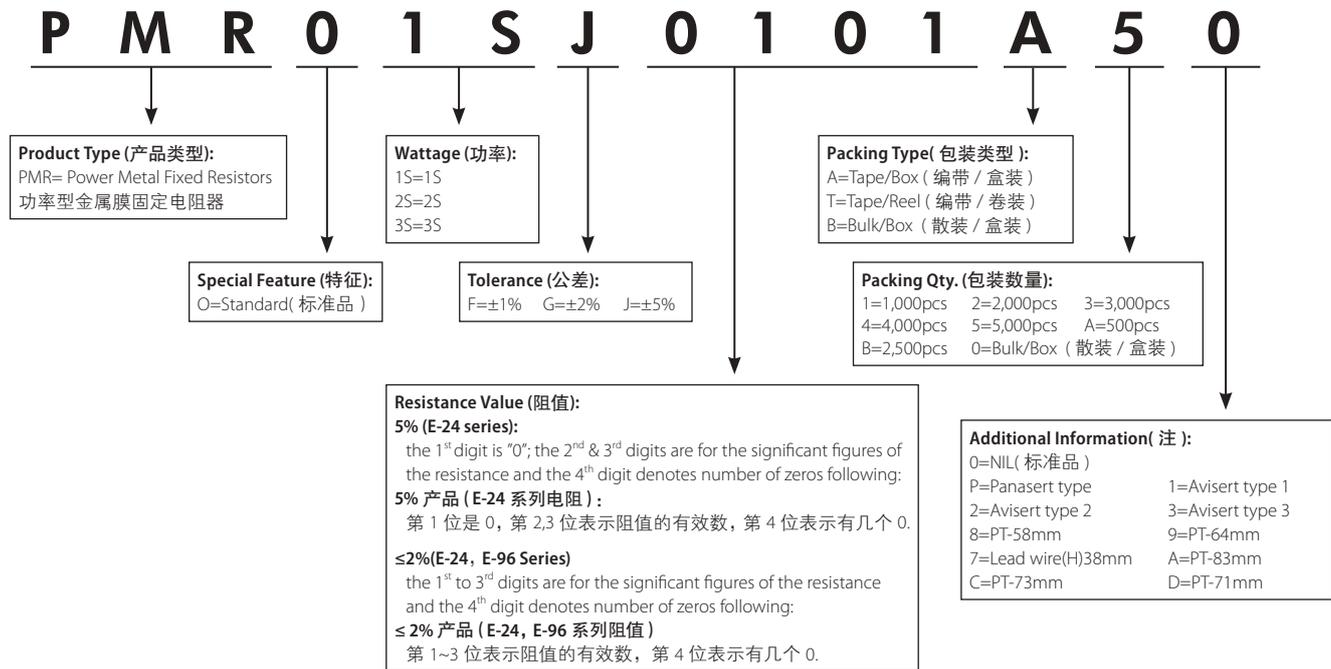 P M R 0 1 S J 0 1 0 1 A 5 0
Product Type (产品类型):
PMR= Power Metal Fixed Resistors
功率型金属膜固定电阻器
Wattage (功率):
1S=1S
2S=2S
3S=3S
Packing Type( 包装类型 ):
A=Tape/Box ( 编带 / 盒装 )
T=Tape/Reel ( 编带 / 卷装 )
B=Bulk/Box ( 散装 / 盒装 )
Special Feature (特征):
O=Standard( 标准品 )
Tolerance (公差):
F=±1% G=±2% J=±5%
Packing Qty. (包装数量):
1=1,000pcs 2=2,000pcs 3=3,000pcs
4=4,000pcs 5=5,000pcs A=500pcs
B=2,500pcs 0=Bulk/Box ( 散装 / 盒装 )
Resistance Value (阻值):
5% (E-24 series):
the 1st digit is "0"; the 2nd & 3rd digits are for the significant figures of
the resistance and the 4th digit denotes number of zeros following:
5% 产品 ( E-24 系列电阻 ) :
第 1 位是 0, 第 2,3 位表示阻值的有效数, 第 4 位表示有几个 0.
≤2%(E-24, E-96 Series)
the 1st to 3rd digits are for the significant figures of the resistance
and the 4th digit denotes number of zeros following:
≤ 2% 产品 ( E-24, E-96 系列阻值 )
第 1~3 位表示阻值的有效数, 第 4 位表示有几个 0.
Additional Information( 注 ):
0=NIL( 标准品 )
P=Panasert type 1=Avisert type 1
2=Avisert type 2 3=Avisert type 3
8=PT-58mm 9=PT-64mm
7=Lead wire(H)38mm A=PT-83mm
C=PT-73mm D=PT-71mm